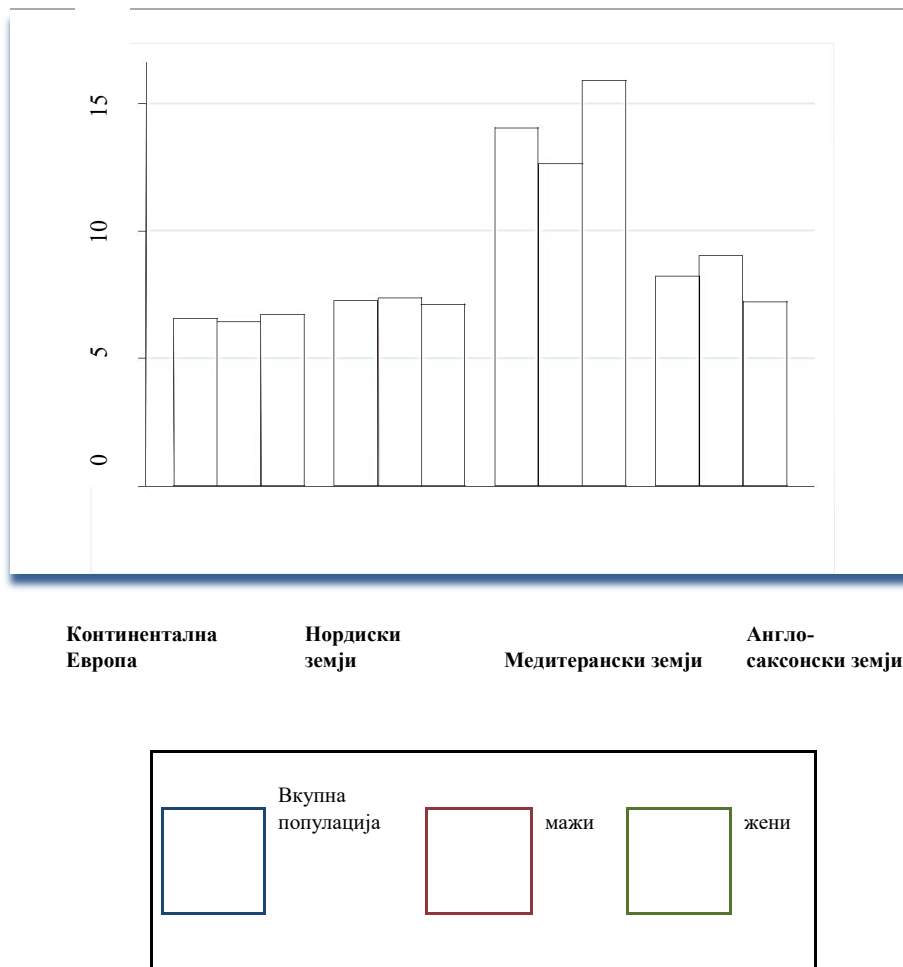 15
10
5
0
Континентална
Европа
Нордиски
земји
Медитерански земји
Англо-
саксонски земји
Вкупна
популација
мажи
жени